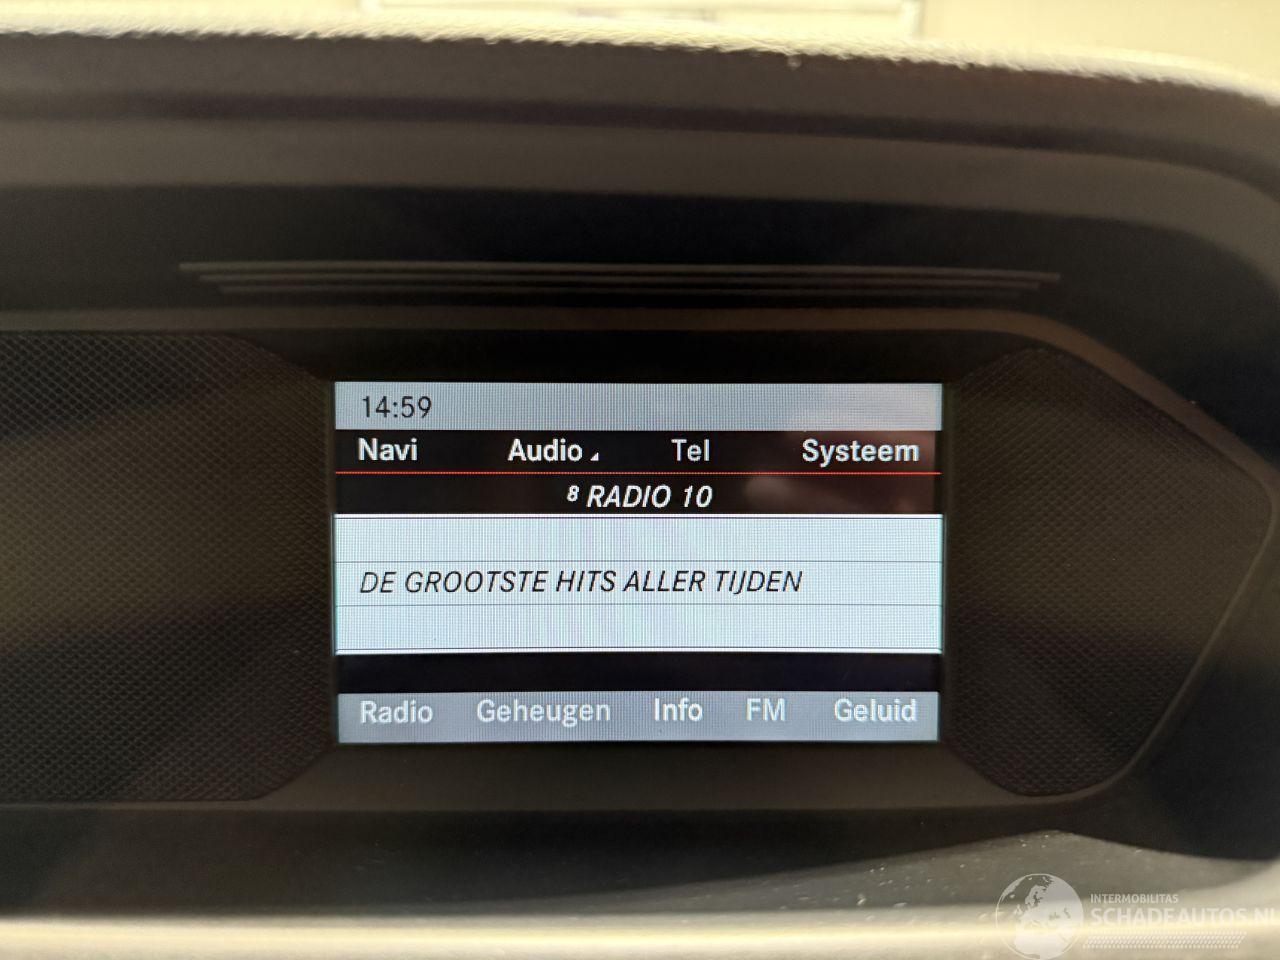 14:59
Navi Audio Tel Systeem
8 RADIO 10
DE GROOTSTE HITS ALLER TIJDEN
Radio Geheugen Info FM Geluid
INTERMOBILITAS
SCHADEAUTOS.NL